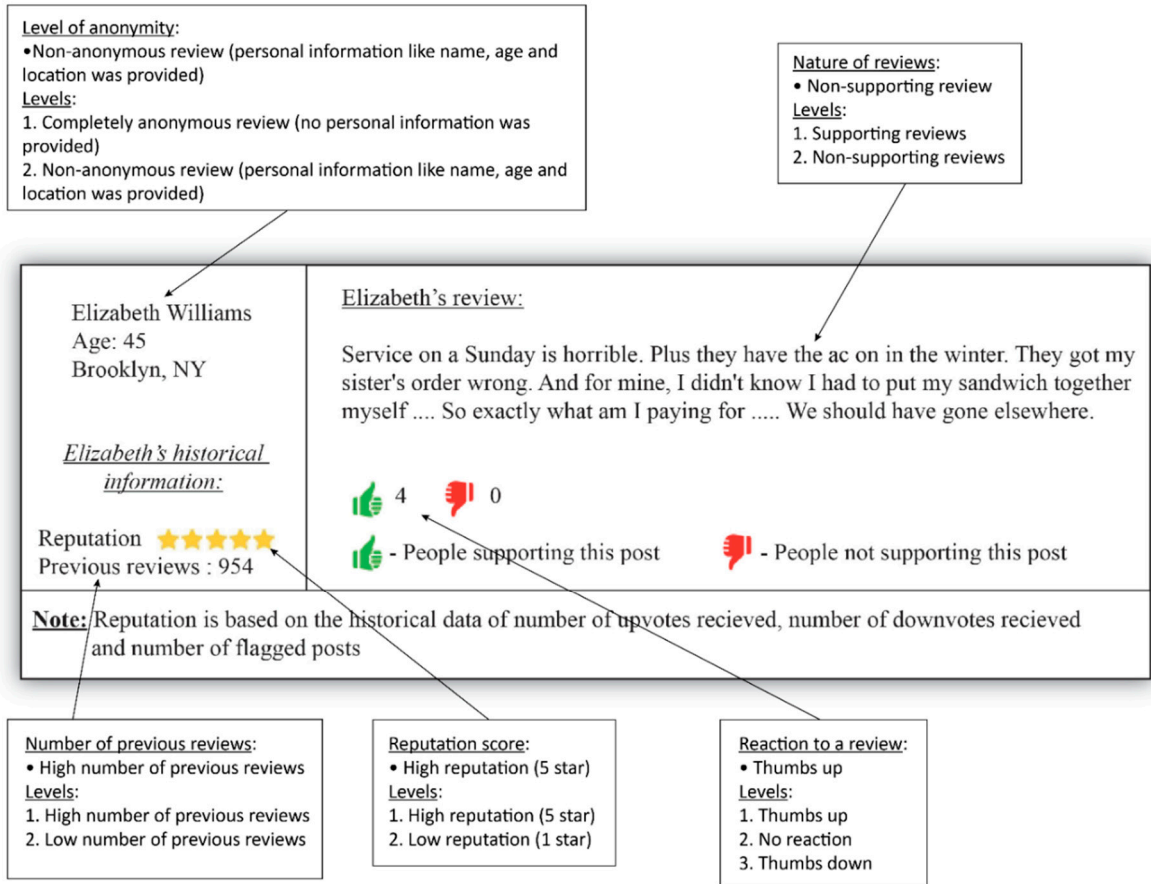 Level of anonymity:
•Non-anonymous review (personal information like name, age and
location was provided)
Levels:
1. Completely anonymous review (no personal information was
provided)
2. Non-anonymous review (personal information like name, age and
location was provided)
Nature of reviews:
• Non-supporting review
Levels:
1. Supporting reviews
2. Non-supporting reviews
Elizabeth Williams
Age: 45
Brooklyn, NY
Elizabeth's historical
information:
Reputation
Previous reviews : 954
Elizabeth's review:
Service on a Sunday is horrible. Plus they have the ac on in the winter. They got my
sister's order wrong. And for mine, I didn't know I had to put my sandwich together
myself .... So exactly what am I paying for ..... We should have gone elsewhere.
4 0
- People supporting this post - People not supporting this post
Note: Reputation is based on the historical data of number of upvotes recieved, number of downvotes recieved
and number of flagged posts
Number of previous reviews:
• High number of previous reviews
Levels:
1. High number of previous reviews
2. Low number of previous reviews
Reputation score:
• High reputation (5 star)
Levels:
1. High reputation (5 star)
2. Low reputation (1 star)
Reaction to a review:
• Thumbs up
Levels:
1. Thumbs up
2. No reaction
3. Thumbs down